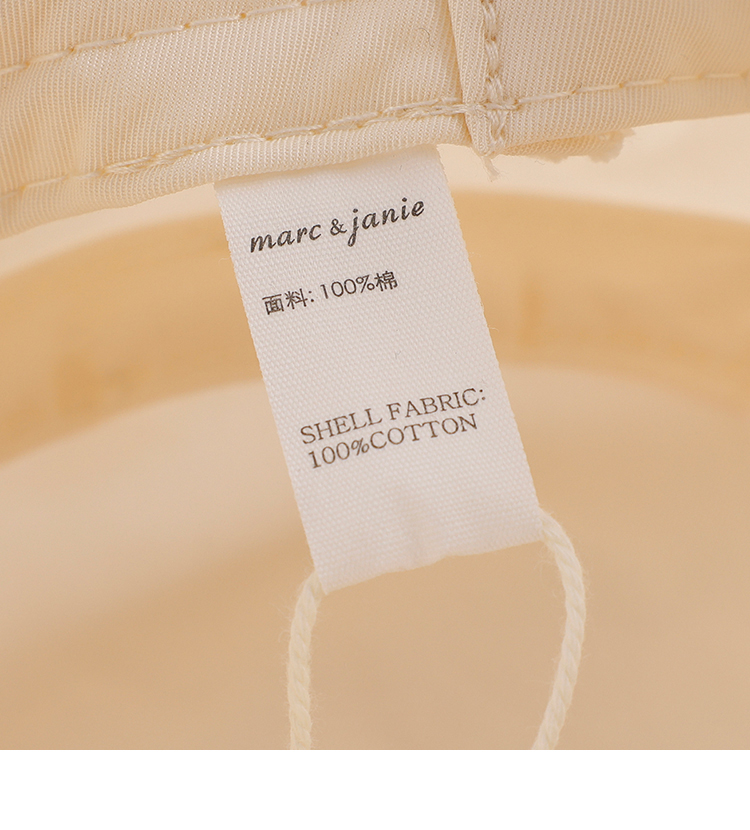 marc & janie
面料: 100%棉
SHELL FABRIC:
100%COTTON